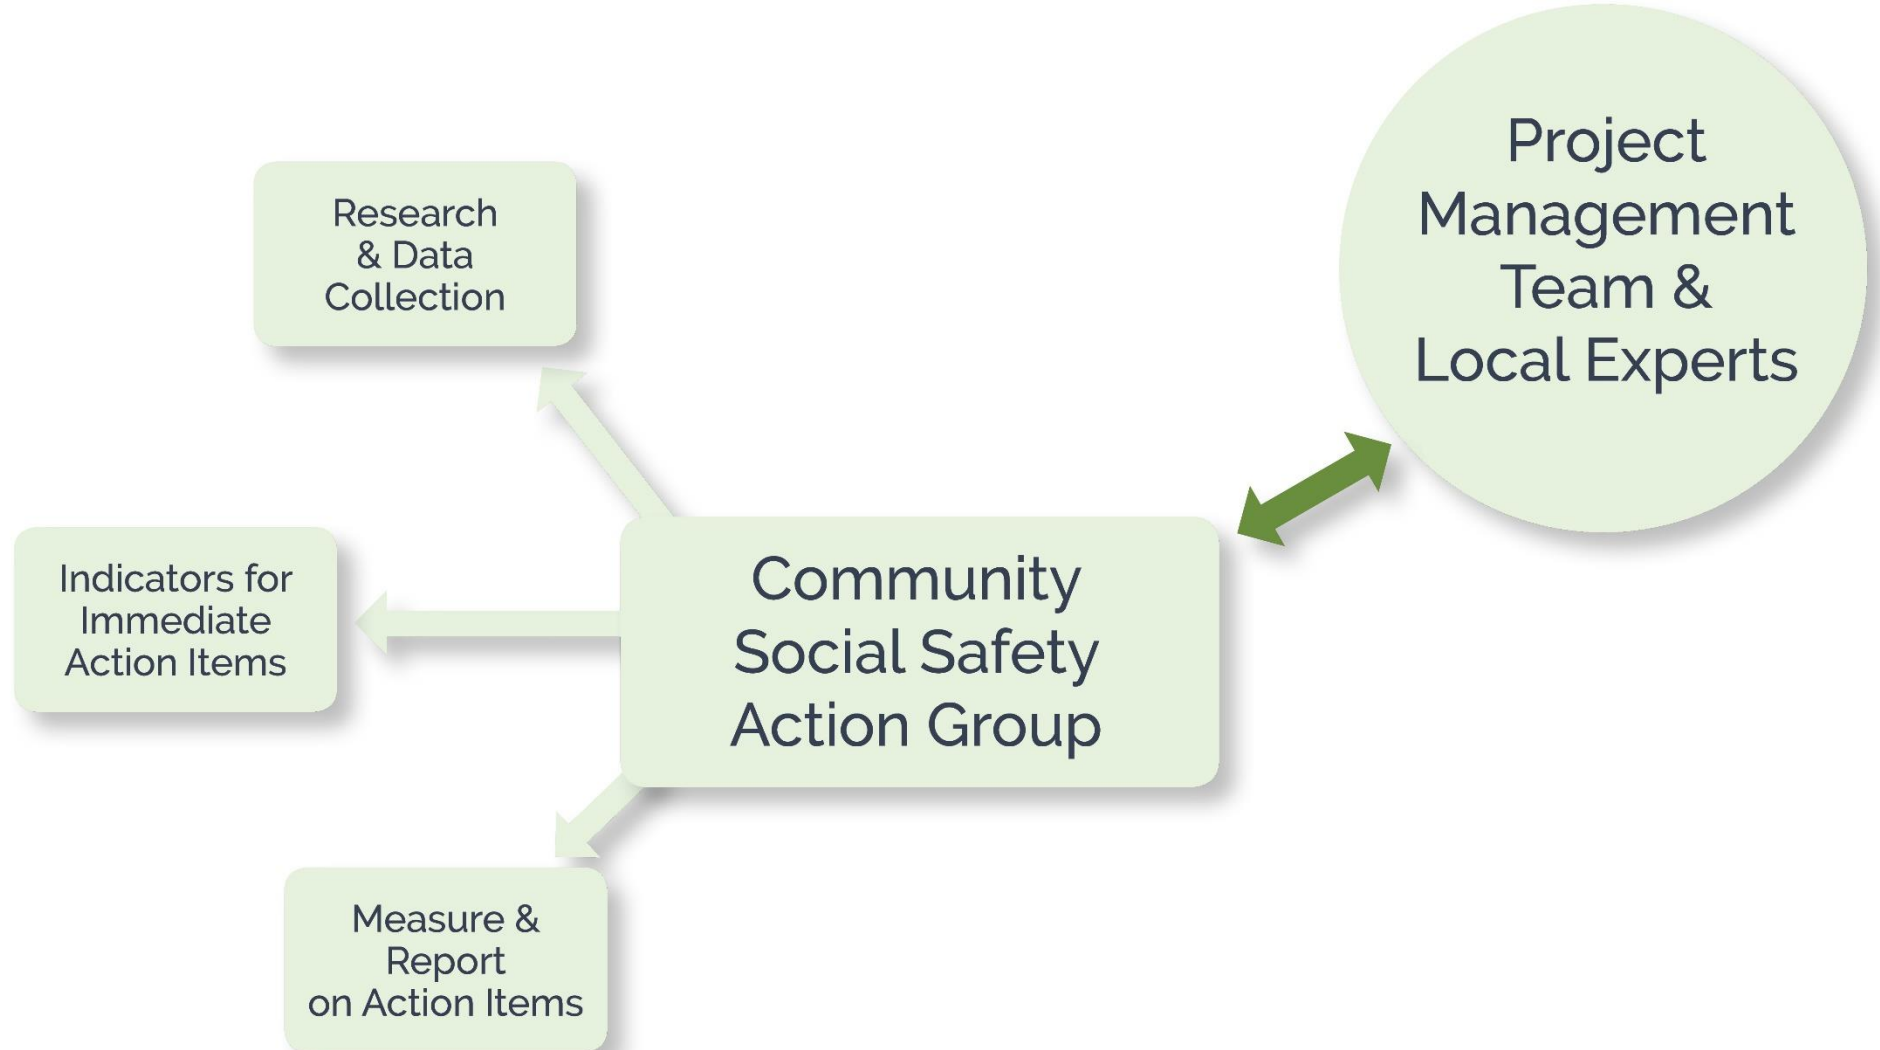 Project
Management
Team &
Local Experts
Research
& Data
Collection
Indicators for
Immediate
Action Items
Community
Social Safety
Action Group
Measure &
Report
on Action Items